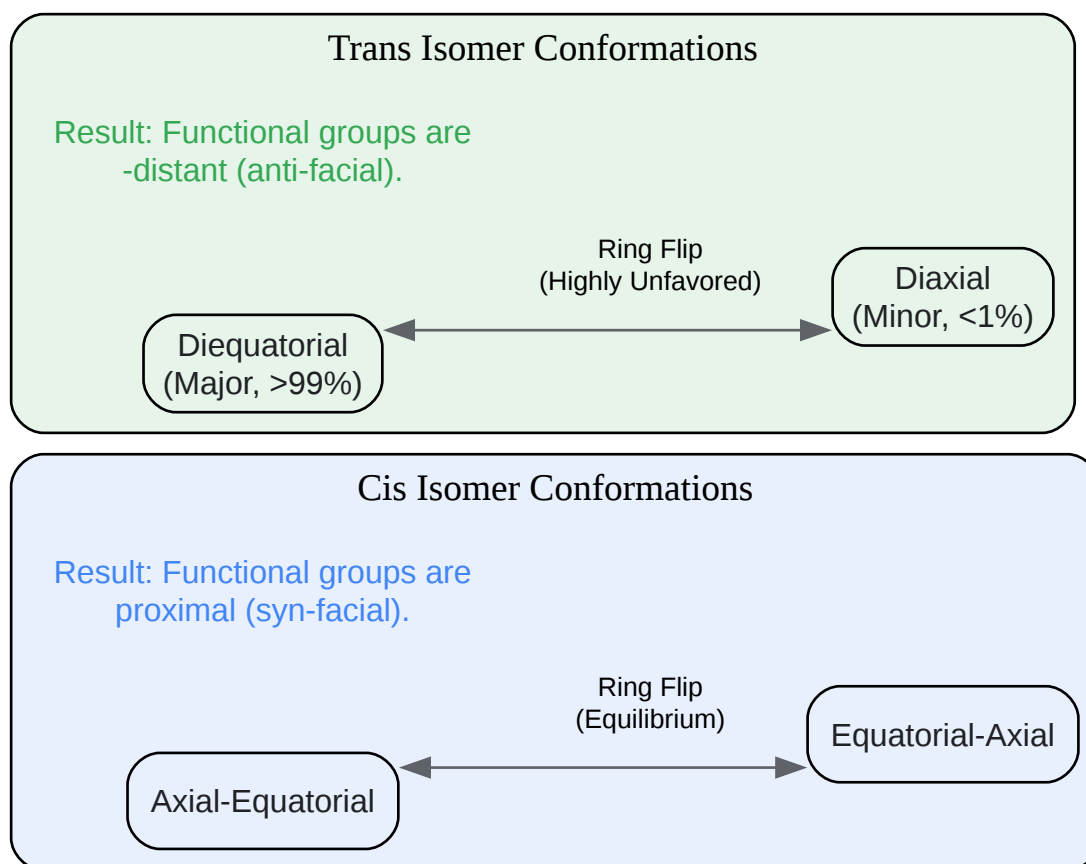 Trans Isomer Conformations
Result: Functional groups are
-distant (anti-facial).
Ring Flip
(Highly Unfavored)
Diaxial
(Minor, <1%)
Diequatorial
(Major, >99%)
Cis Isomer Conformations
Result: Functional groups are
proximal (syn-facial).
Ring Flip
(Equilibrium)
Equatorial-Axial
Axial-Equatorial